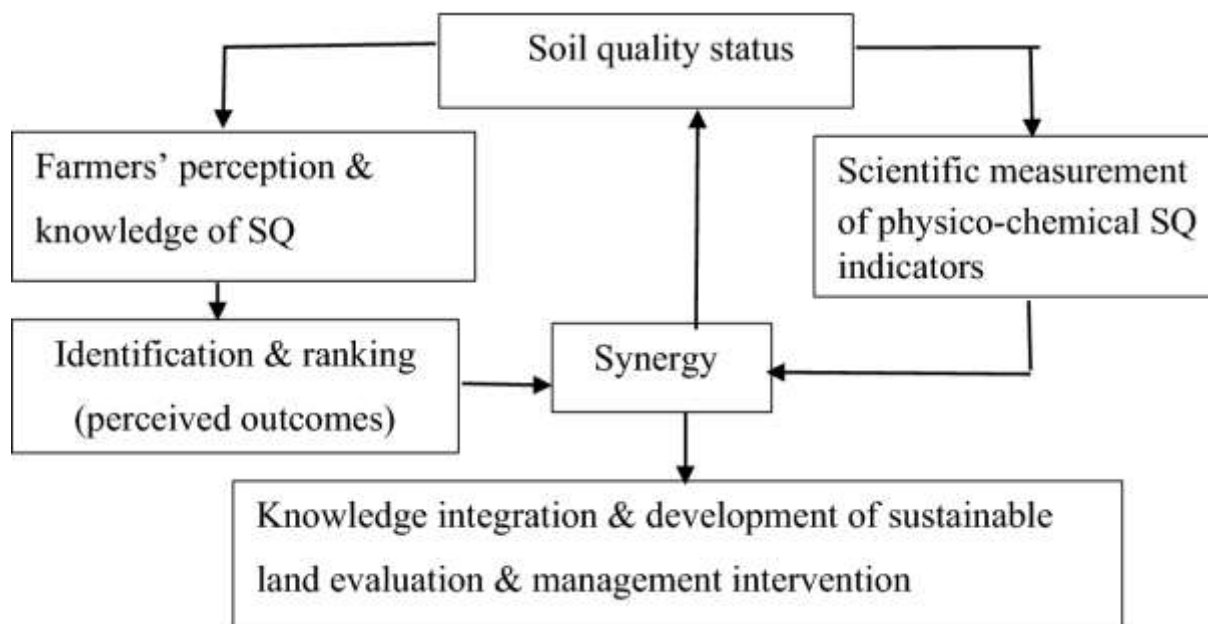 Soil quality status
Farmers’ perception &
knowledge of SQ
Scientific measurement
of physico-chemical SQ
indicators
Identification & ranking
(perceived outcomes)
Synergy
Knowledge integration & development of sustainable
land evaluation & management intervention